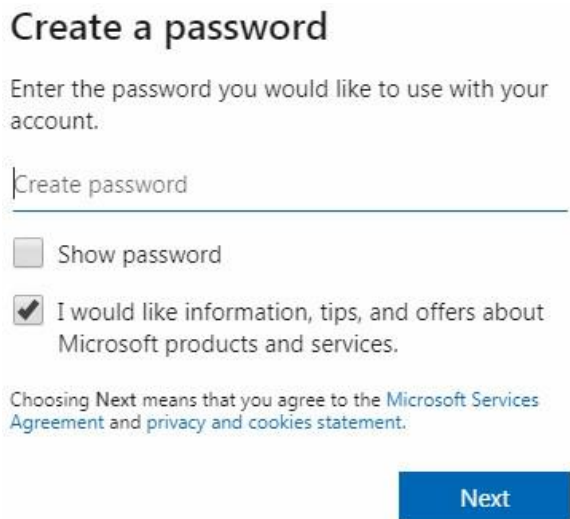 Create a password
Enter the password you would like to use with your
account.
Create password
Show password
I would like information, tips, and offers about
Microsoft products and services.
Choosing Next means that you agree to the Microsoft Services
Agreement and privacy and cookies statement.
Next